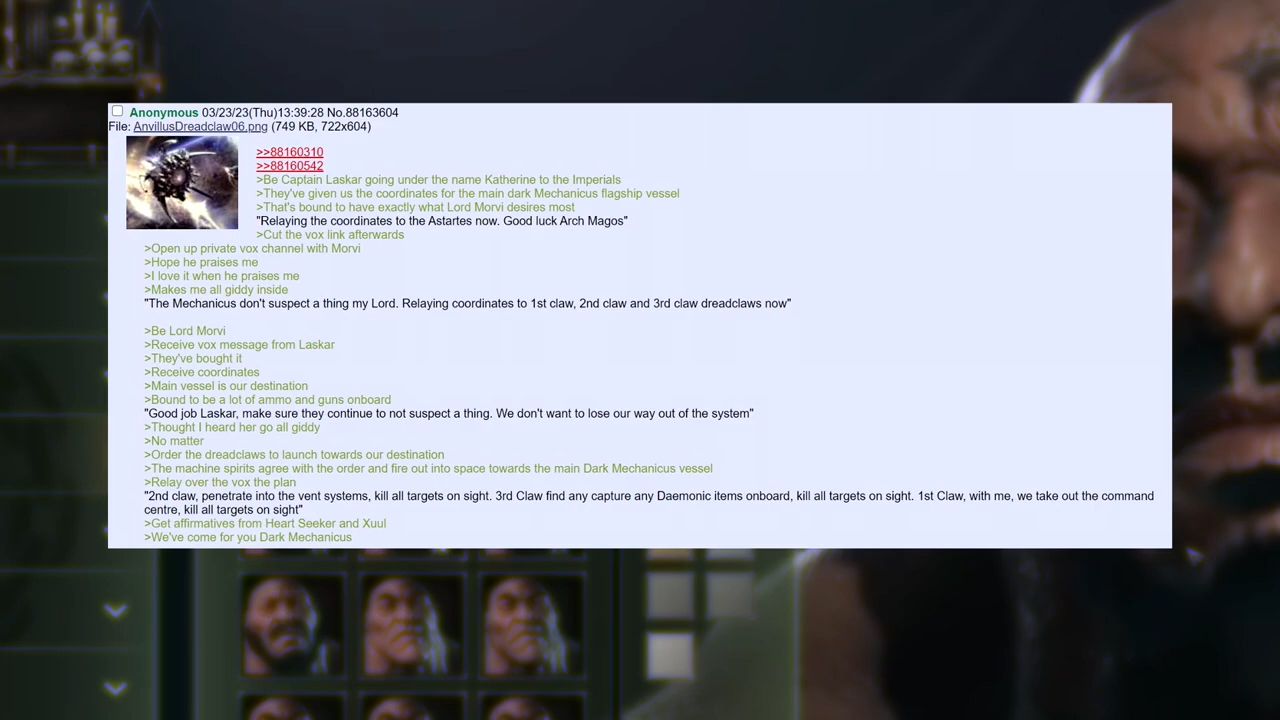 Anonymous 03/23/23(Thu)13:39:28 No.88163604
File: AnvillusDreadclaw06.png (749 KB, 722x604)
>>88160310
>>88160542
>Be Captain Laskar going under the name Katherine to the Imperials
>They've given us the coordinates for the main dark Mechanicus flagship vessel
>That's bound to have exactly what Lord Morvi desires most
"Relaying the coordinates to the Astartes now. Good luck Arch Magos"
>Cut the vox link afterwards
>Open up private vox channel with Morvi
>Hope he praises me
>I love it when he praises me
>Makes me all giddy inside
"The Mechanicus don't suspect a thing my Lord. Relaying coordinates to 1st claw, 2nd claw and 3rd claw dreadclaws now"
>Be Lord Morvi
>Receive vox message from Laskar
>They've bought it
>Receive coordinates
>Main vessel is our destination
>Bound to be a lot of ammo and guns onboard
"Good job Laskar, make sure they continue to not suspect a thing. We don't want to lose our way out of the system"
>Thought I heard her go all giddy
>No matter
>Order the dreadclaws to launch towards our destination
>The machine spirits agree with the order and fire out into space towards the main Dark Mechanicus vessel
>Relay over the vox the plan
"2nd claw, penetrate into the vent systems, kill all targets on sight. 3rd Claw find any capture any Daemonic items onboard, kill all targets on sight. 1st Claw, with me, we take out the command
centre, kill all targets on sight"
>Get affirmatives from Heart Seeker and Xuul
>We've come for you Dark Mechanicus